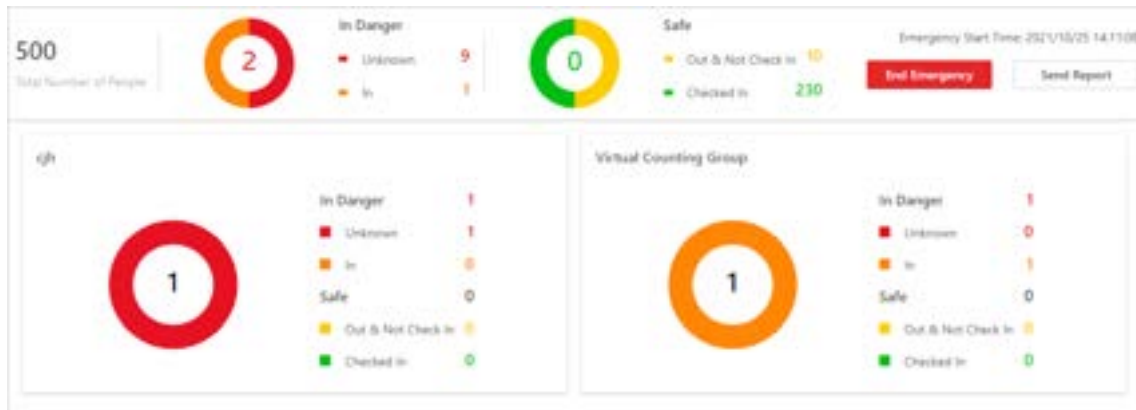 500
Total Number of People
2
In Danger
Unknown 9
In 1
0
Safe
Out & Not Check In 10
Checked In 230
Emergency Start Time: 2021/10/25 14:11:08
End Emergency
Send Report
cjh
1
In Danger 1
Unknown 1
In 0
Safe 0
Out & Not Check In 0
Checked In 0
Virtual Counting Group
1
In Danger 1
Unknown 0
In 1
Safe 0
Out & Not Check In 0
Checked In 0